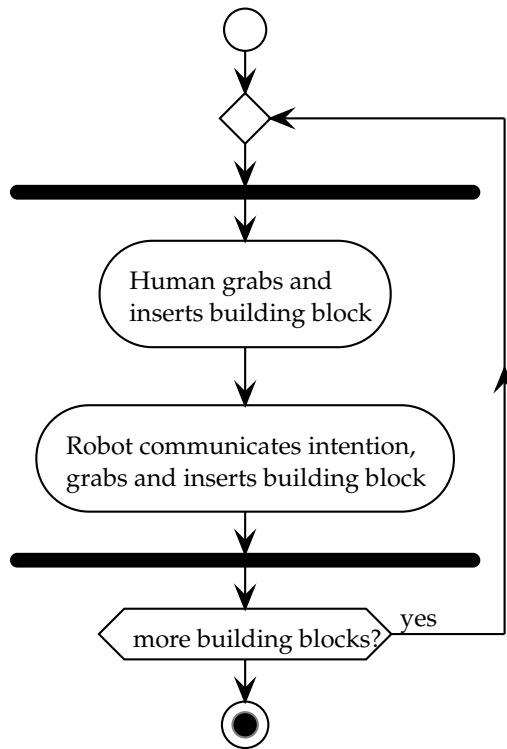 Human grabs and
inserts building block
Robot communicates intention,
grabs and inserts building block
more building blocks?
yes